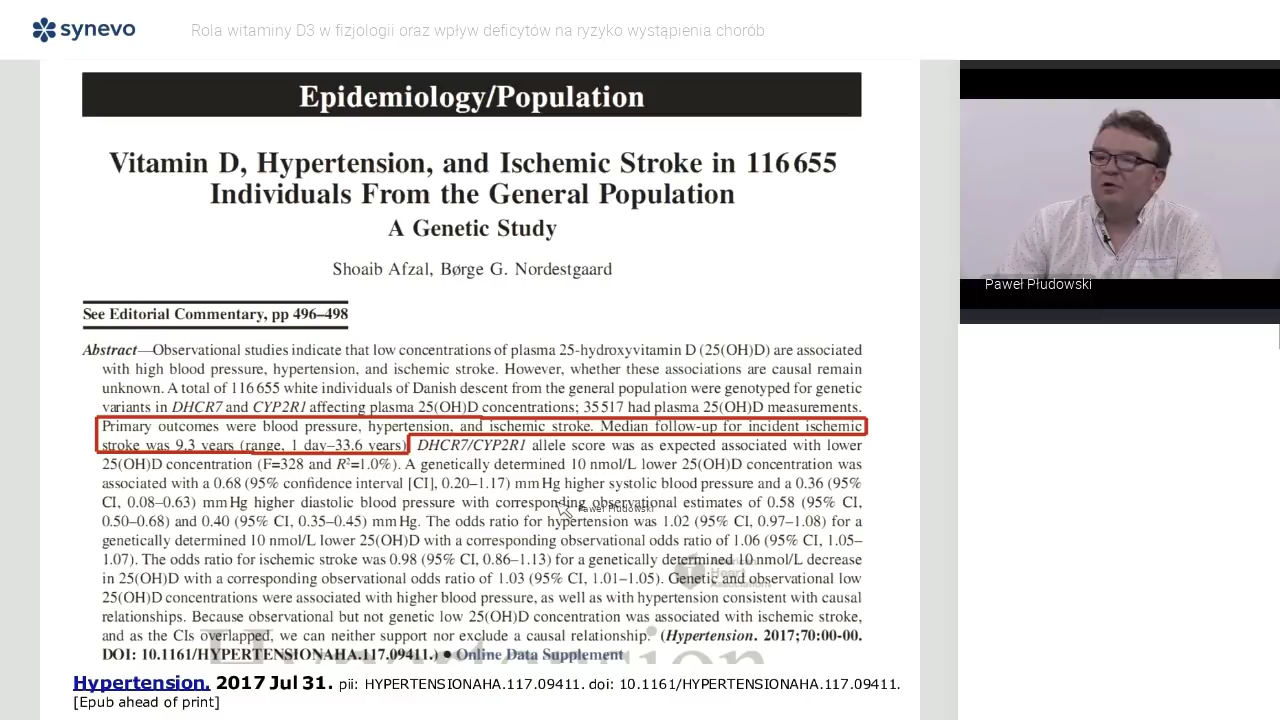 synevo
Rola witaminy D3 w fizjologii oraz wpływ deficytów na ryzyko wystąpienia chorób
Epidemiology/Population
Vitamin D, Hypertension, and Ischemic Stroke in 116 655
Individuals From the General Population
A Genetic Study
Shoaib Afzal, Børge G. Nordestgaard
See Editorial Commentary, pp 496–498
Abstract—Observational studies indicate that low concentrations of plasma 25-hydroxyvitamin D (25(OH)D) are associated
with high blood pressure, hypertension, and ischemic stroke. However, whether these associations are causal remain
unknown. A total of 116 655 white individuals of Danish descent from the general population were genotyped for genetic
variants in DHCR7 and CYP2R1 affecting plasma 25(OH)D concentrations; 35 517 had plasma 25(OH)D measurements.
Primary outcomes were blood pressure, hypertension, and ischemic stroke. Median follow-up for incident ischemic
stroke was 9.3 years (range, 1 day–33.6 years). DHCR7/CYP2R1 allele score was as expected associated with lower
25(OH)D concentration (F=328 and R²=1.0%). A genetically determined 10 nmol/L lower 25(OH)D concentration was
associated with a 0.68 (95% confidence interval [CI], 0.20–1.17) mm Hg higher systolic blood pressure and a 0.36 (95%
CI, 0.08–0.63) mm Hg higher diastolic blood pressure with corresponding observational estimates of 0.58 (95% CI,
Paweł Płudowski
0.50–0.68) and 0.40 (95% CI, 0.35–0.45) mm Hg. The odds ratio for hypertension was 1.02 (95% CI, 0.97–1.08) for a
genetically determined 10 nmol/L lower 25(OH)D with a corresponding observational odds ratio of 1.06 (95% CI, 1.05–
1.07). The odds ratio for ischemic stroke was 0.98 (95% CI, 0.86–1.13) for a genetically determined 10 nmol/L decrease
in 25(OH)D with a corresponding observational odds ratio of 1.03 (95% CI, 1.01–1.05). Genetic and observational low
25(OH)D concentrations were associated with higher blood pressure, as well as with hypertension consistent with causal
relationships. Because observational but not genetic low 25(OH)D concentration was associated with ischemic stroke,
and as the CIs overlapped, we can neither support nor exclude a causal relationship. (Hypertension. 2017;70:00-00.
DOI: 10.1161/HYPERTENSIONAHA.117.09411.) ● Online Data Supplement
Hypertension
Hypertension. 2017 Jul 31. pii: HYPERTENSIONAHA.117.09411. doi: 10.1161/HYPERTENSIONAHA.117.09411.
[Epub ahead of print]
Paweł Płudowski